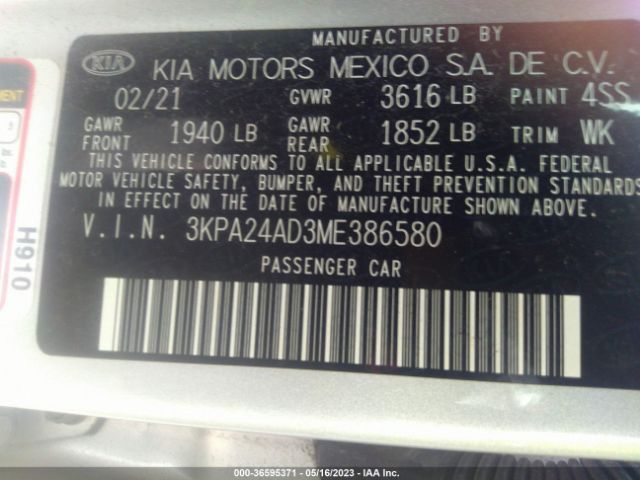 MANUFACTURED BY
KIA KIA MOTORS MEXICO S.A. DE C.V.
02/21 GVWR 3616 LB PAINT 4SS
GAWR FRONT 1940 LB GAWR REAR 1852 LB TRIM WK
THIS VEHICLE CONFORMS TO ALL APPLICABLE U.S.A. FEDERAL
MOTOR VEHICLE SAFETY, BUMPER, AND THEFT PREVENTION STANDARDS
IN EFFECT ON THE DATE OF MANUFACTURE SHOWN ABOVE.
V.I.N. 3KPA24AD3ME386580
PASSENGER CAR
H910
000-36595371 - 05/16/2023 - IAA Inc.